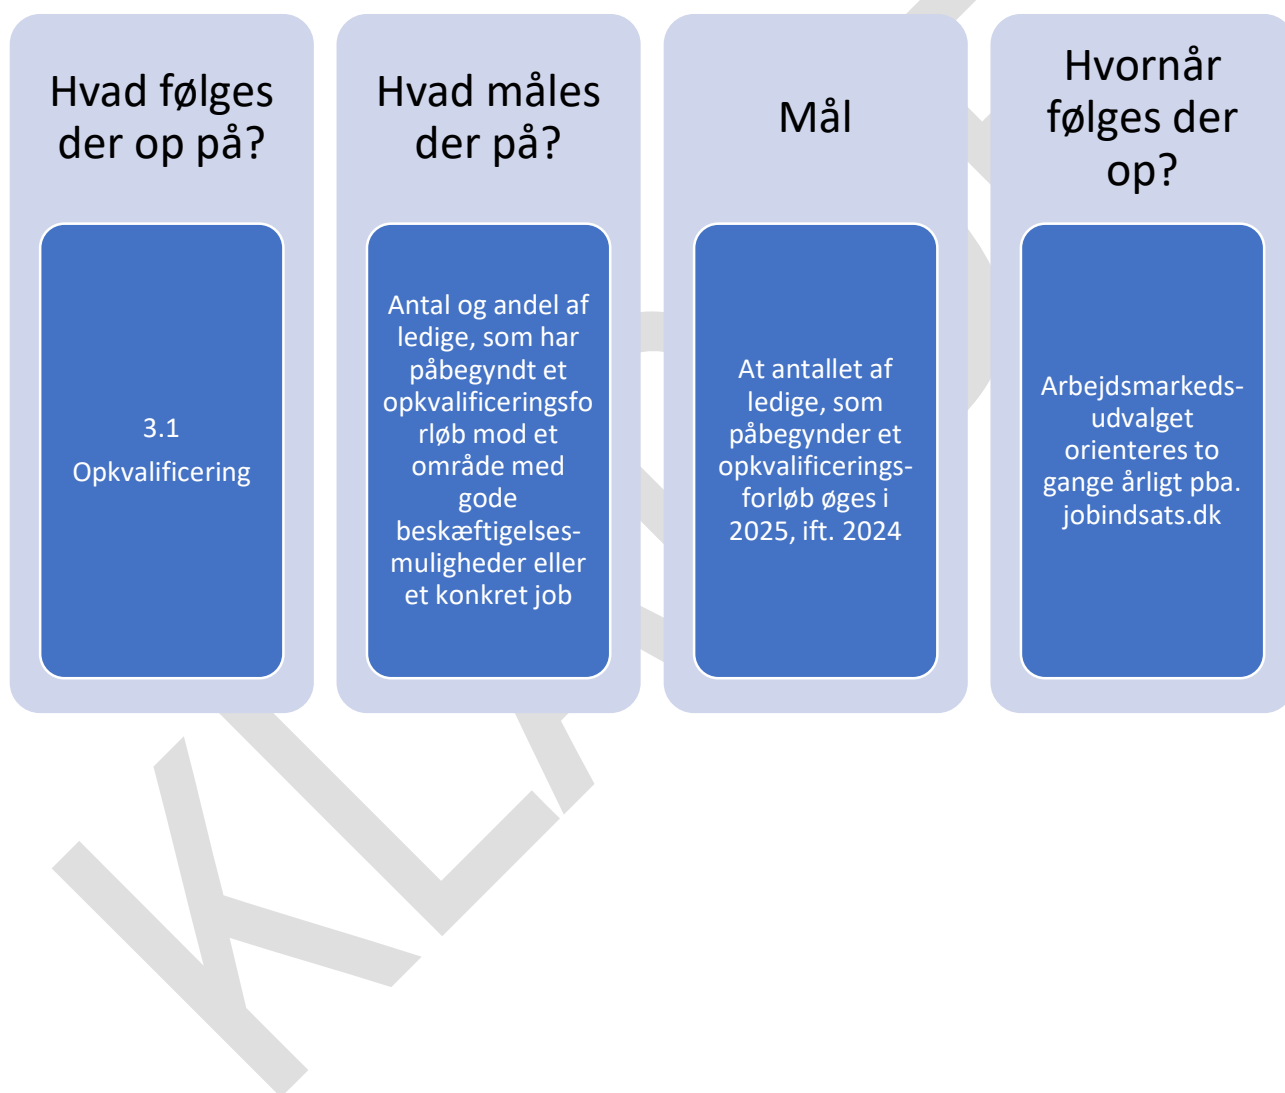 Hvad følges
der op på?
3.1
Opkvalificering
Hvad måles
der på?
Antal og andel af
ledige, som har
påbegyndt et
opkvalificeringsfo
rløb mod et
område med
gode
beskæftigelses-
muligheder eller
et konkret job
Mål
At antallet af
ledige, som
påbegynder et
opkvalificerings-
forløb øges i
2025, ift. 2024
Hvornår
følges der
op?
Arbejdsmarkeds-
udvalget
orienteres to
gange årligt pba.
jobindsats.dk